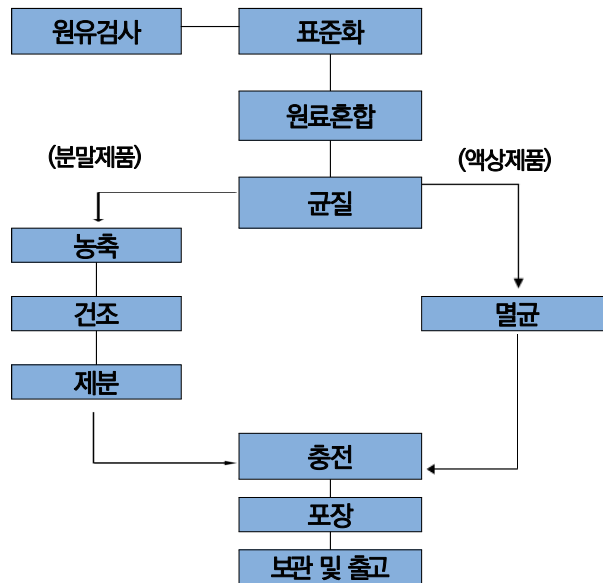 원유검사
표준화
원료혼합
(분말제품)
(액상제품)
균질
농축
건조
멸균
제분
충전
포장
보관 및 출고